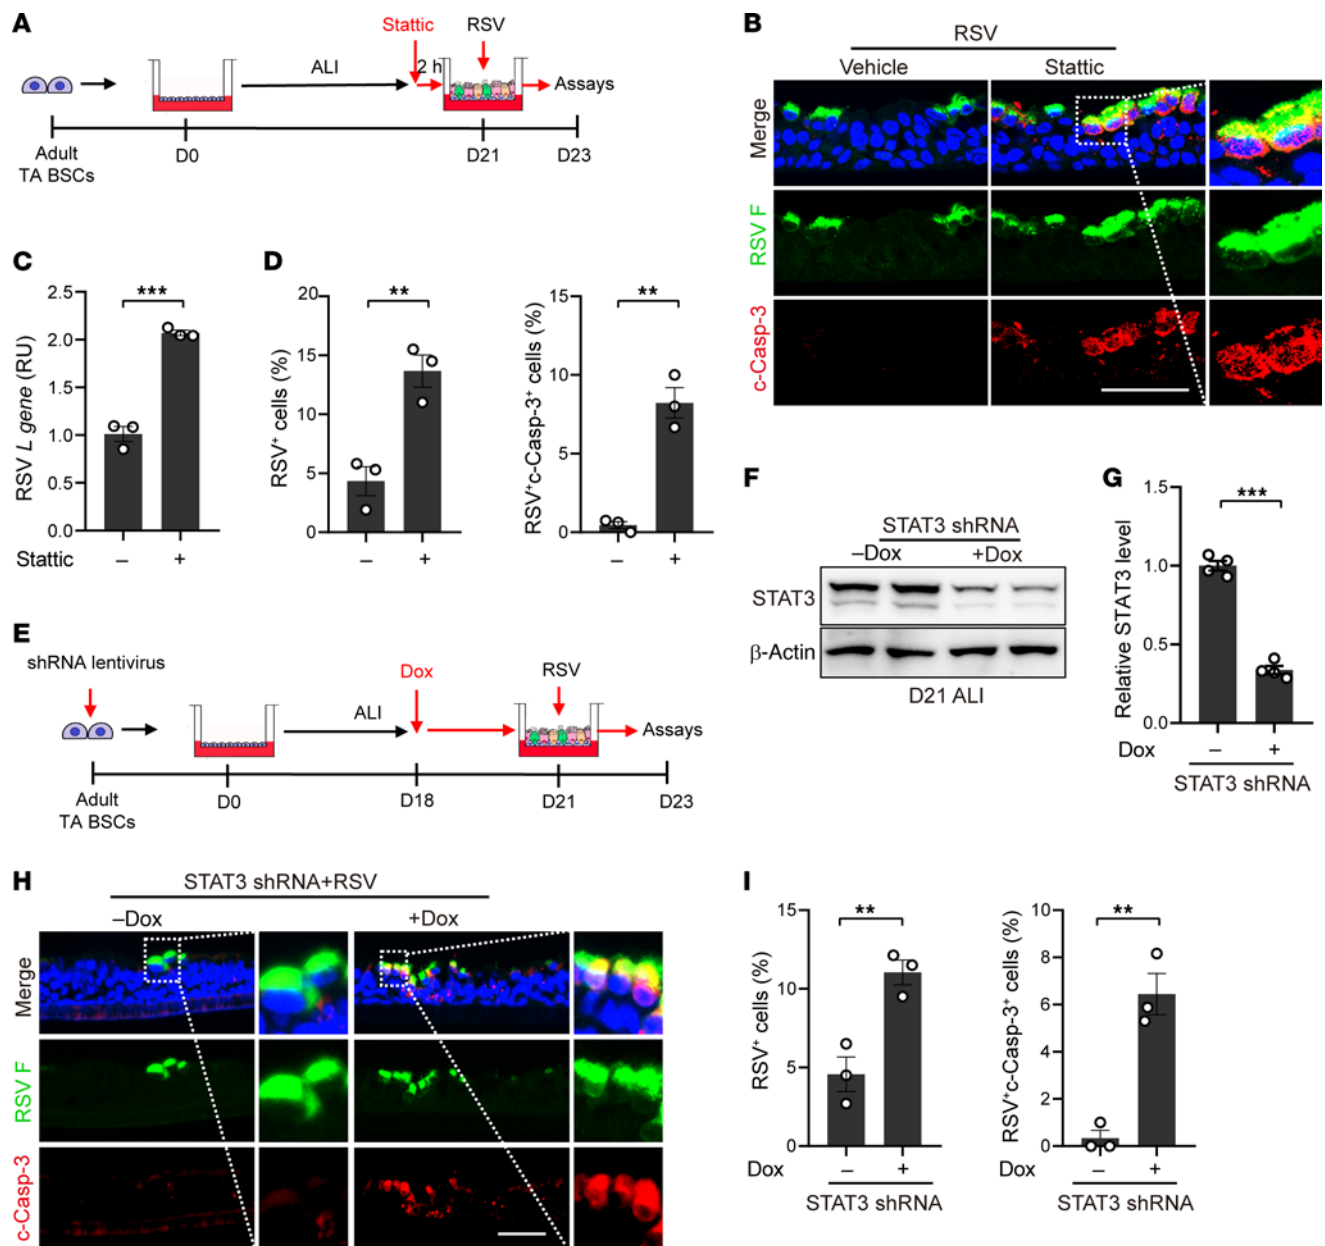 A
Stattic
RSV
ALI
2 h
Assays
Adult
TA BSCs
D0
D21
D23
B
RSV
Vehicle
Stattic
Merge
RSV F
c-Casp-3
C
***
RSV L gene (RU)
2.5
2.0
1.5
1.0
0.5
0.0
Stattic
–
+
D
**
RSV+ cells (%)
20
15
10
5
0
–
+
**
RSV+c-Casp-3+ cells (%)
15
10
5
0
–
+
E
shRNA lentivirus
Dox
RSV
ALI
Assays
Adult
TA BSCs
D0
D18
D21
D23
F
STAT3 shRNA
–Dox
+Dox
STAT3
β-Actin
D21 ALI
G
***
Relative STAT3 level
1.5
1.0
0.5
0.0
Dox
–
+
STAT3 shRNA
H
STAT3 shRNA+RSV
–Dox
+Dox
Merge
RSV F
c-Casp-3
I
**
RSV+ cells (%)
15
10
5
0
Dox
–
+
STAT3 shRNA
**
RSV+c-Casp-3+ cells (%)
10
8
6
4
2
0
Dox
–
+
STAT3 shRNA